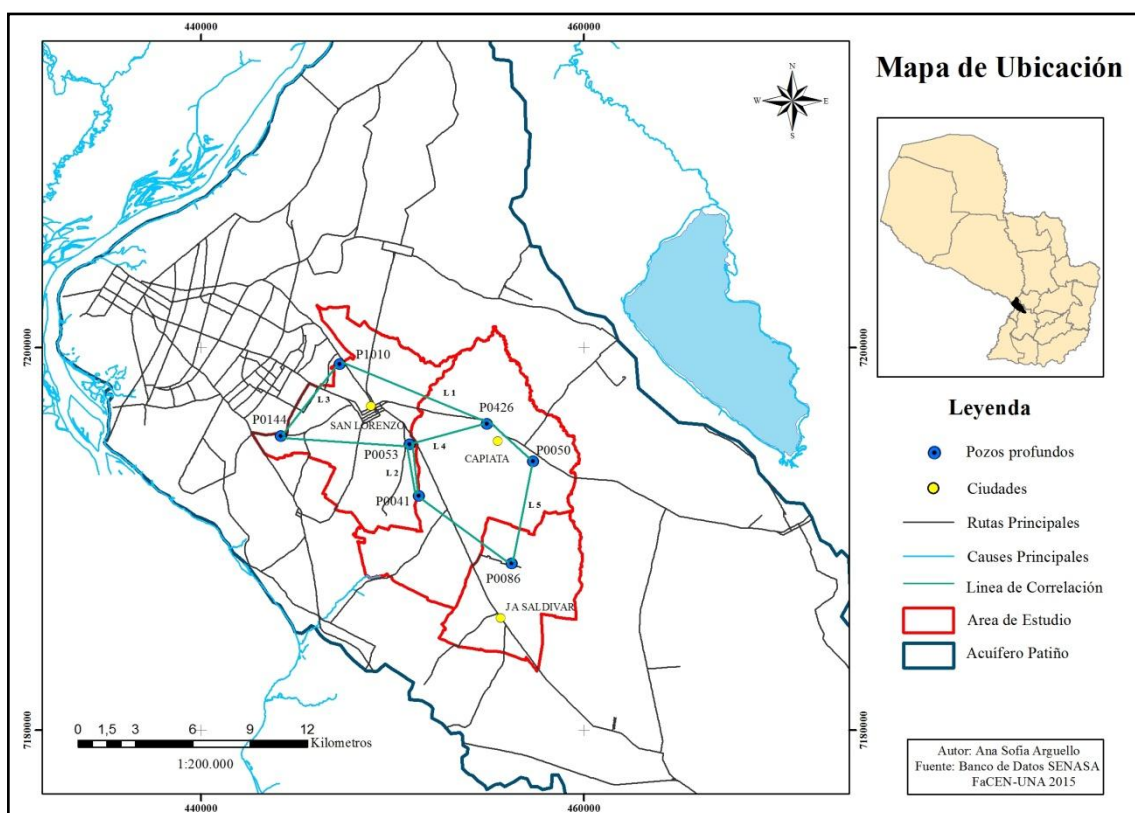 440000
460000
Mapa de Ubicación
N
W
E
S
7200000
7200000
P1010
L 3
L 1
P0144
P0426
SAN LORENZO
P0053
L 4
CAPIATA
P0050
L 2
P0041
L 5
P0086
J A SALDIVAR
Leyenda
Pozos profundos
Ciudades
Rutas Principales
Causes Principales
Linea de Correlación
Area de Estudio
Acuífero Patiño
7180000
7180000
0 1,5 3 6 9 12
Kilometros
1:200.000
Autor: Ana Sofia Arguello
Fuente: Banco de Datos SENASA
FaCEN-UNA 2015
440000
460000